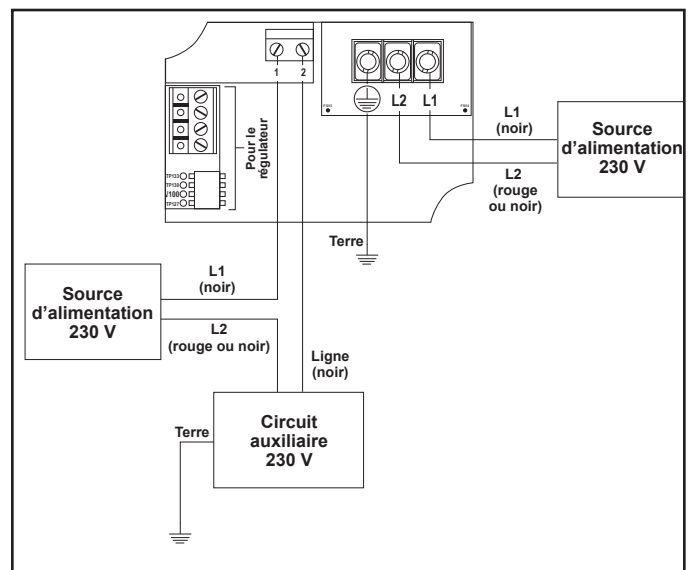 1 2
L2 L1
Pour le
régulateur
TP133
TP130
J100
TP127
L1
(noir)
Source
d'alimentation
230 V
L2
(rouge
ou noir)
Terre
L1
(noir)
Source
d'alimentation
230 V
L2
(rouge ou noir)
Ligne
(noir)
Circuit
auxiliaire
230 V
Terre